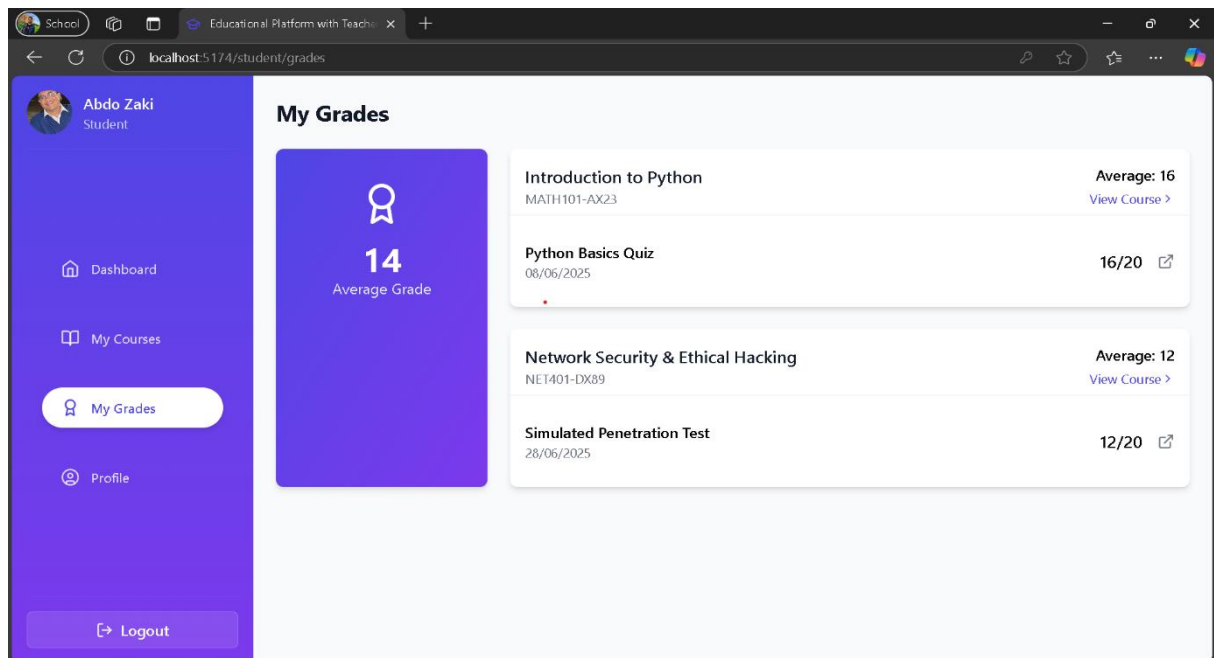 School
Educational Platform with Teache
localhost:5174/student/grades
Abdo Zaki
Student
Dashboard
My Courses
My Grades
Profile
Logout
My Grades
14
Average Grade
Introduction to Python
MATH101-AX23
Average: 16
View Course >
Python Basics Quiz
08/06/2025
16/20
Network Security & Ethical Hacking
NET401-DX89
Average: 12
View Course >
Simulated Penetration Test
28/06/2025
12/20